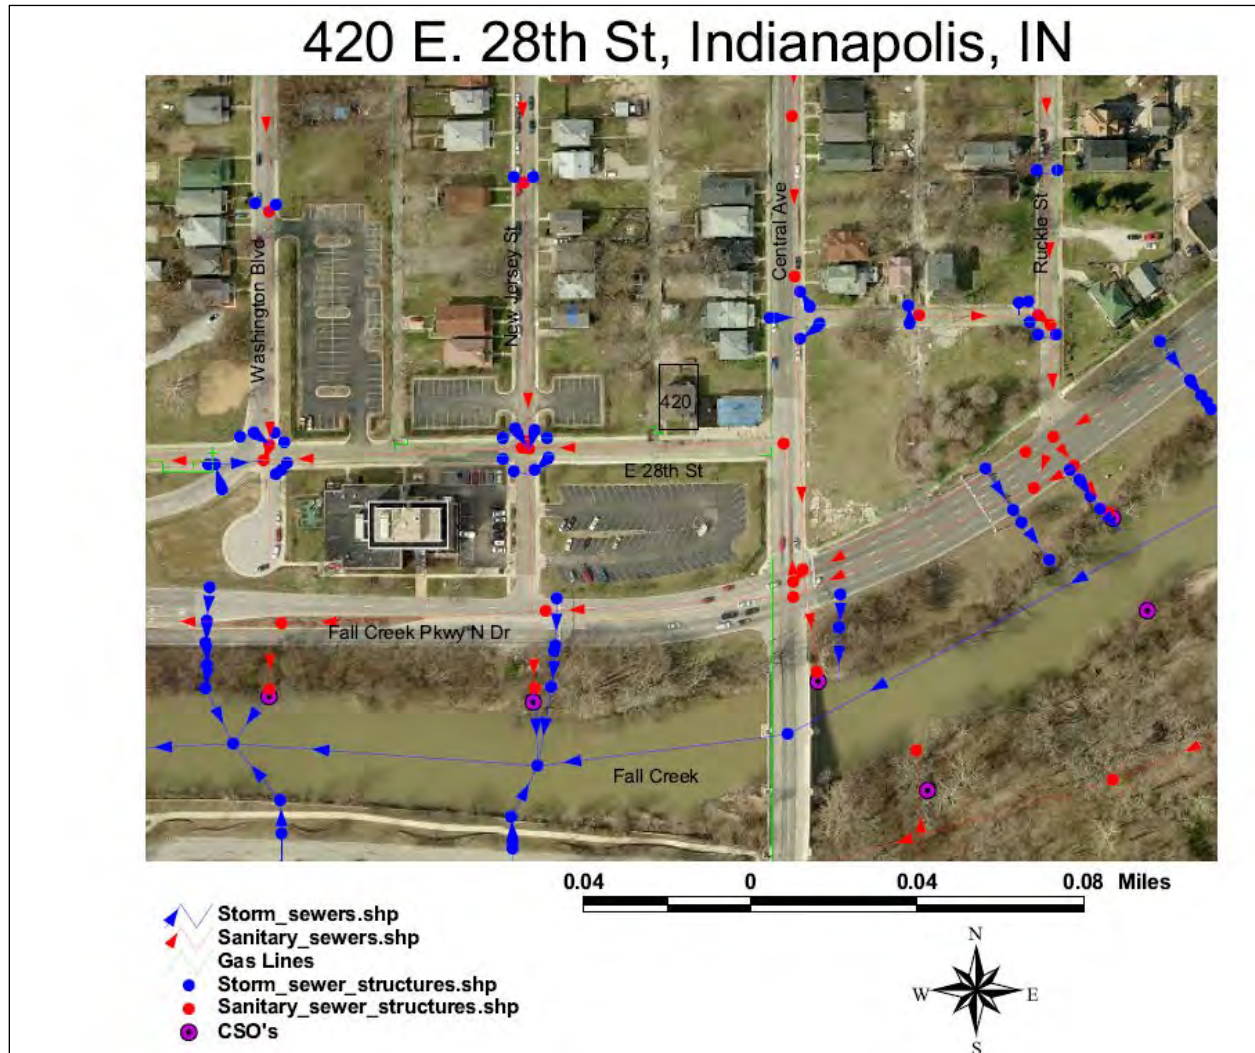 420 E. 28th St, Indianapolis, IN
Washington Blvd
New Jersey St
Central Ave
Ruckle St
420
E 28th St
Fall Creek Pkwy N Dr
Fall Creek
0.04 0 0.04 0.08 Miles
Storm_sewers.shp
Sanitary_sewers.shp
Gas Lines
Storm_sewer_structures.shp
Sanitary_sewer_structures.shp
CSO's
N
W E
S